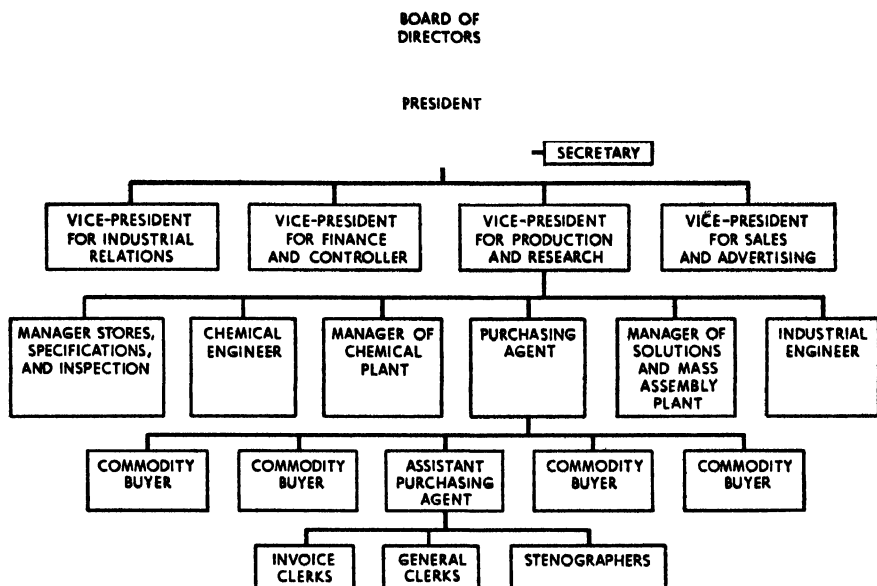 BOARD OF
DIRECTORS
PRESIDENT
SECRETARY
VICE-PRESIDENT
FOR INDUSTRIAL
RELATIONS
VICE-PRESIDENT
FOR FINANCE
AND CONTROLLER
VICE-PRESIDENT
FOR PRODUCTION
AND RESEARCH
VICE-PRESIDENT
FOR SALES
AND ADVERTISING
MANAGER STORES,
SPECIFICATIONS,
AND INSPECTION
CHEMICAL
ENGINEER
MANAGER OF
CHEMICAL
PLANT
PURCHASING
AGENT
MANAGER OF
SOLUTIONS
AND MASS
ASSEMBLY
PLANT
INDUSTRIAL
ENGINEER
COMMODITY
BUYER
COMMODITY
BUYER
ASSISTANT
PURCHASING
AGENT
COMMODITY
BUYER
COMMODITY
BUYER
INVOICE
CLERKS
GENERAL
CLERKS
STENOGRAPHERS